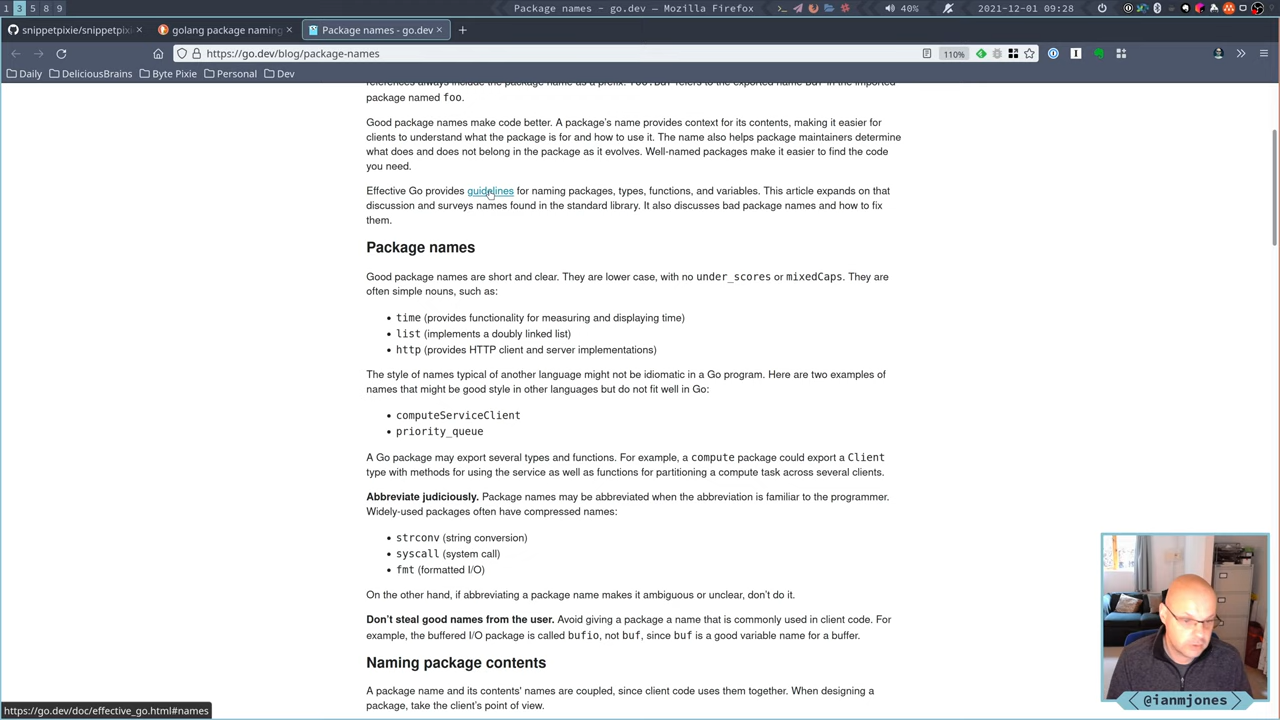 1 3 5 8 9
Package names - go.dev — Mozilla Firefox
40%
2021-12-01 09:28
snippetpixie/snippetpix
golang package naming
Package names - go.dev
https://go.dev/blog/package-names
110%
Daily
DeliciousBrains
Byte Pixie
Personal
Dev
package named foo.
Good package names make code better. A package's name provides context for its contents, making it easier for
clients to understand what the package is for and how to use it. The name also helps package maintainers determine
what does and does not belong in the package as it evolves. Well-named packages make it easier to find the code
you need.
Effective Go provides guidelines for naming packages, types, functions, and variables. This article expands on that
discussion and surveys names found in the standard library. It also discusses bad package names and how to fix
them.
Package names
Good package names are short and clear. They are lower case, with no under_scores or mixedCaps. They are
often simple nouns, such as:
• time (provides functionality for measuring and displaying time)
• list (implements a doubly linked list)
• http (provides HTTP client and server implementations)
The style of names typical of another language might not be idiomatic in a Go program. Here are two examples of
names that might be good style in other languages but do not fit well in Go:
• computeServiceClient
• priority_queue
A Go package may export several types and functions. For example, a compute package could export a Client
type with methods for using the service as well as functions for partitioning a compute task across several clients.
Abbreviate judiciously. Package names may be abbreviated when the abbreviation is familiar to the programmer.
Widely-used packages often have compressed names:
• strconv (string conversion)
• syscall (system call)
• fmt (formatted I/O)
On the other hand, if abbreviating a package name makes it ambiguous or unclear, don't do it.
Don't steal good names from the user. Avoid giving a package a name that is commonly used in client code. For
example, the buffered I/O package is called bufio, not buf, since buf is a good variable name for a buffer.
Naming package contents
A package name and its contents' names are coupled, since client code uses them together. When designing a
package, take the client's point of view.
https://go.dev/doc/effective_go.html#names
@ianmjones